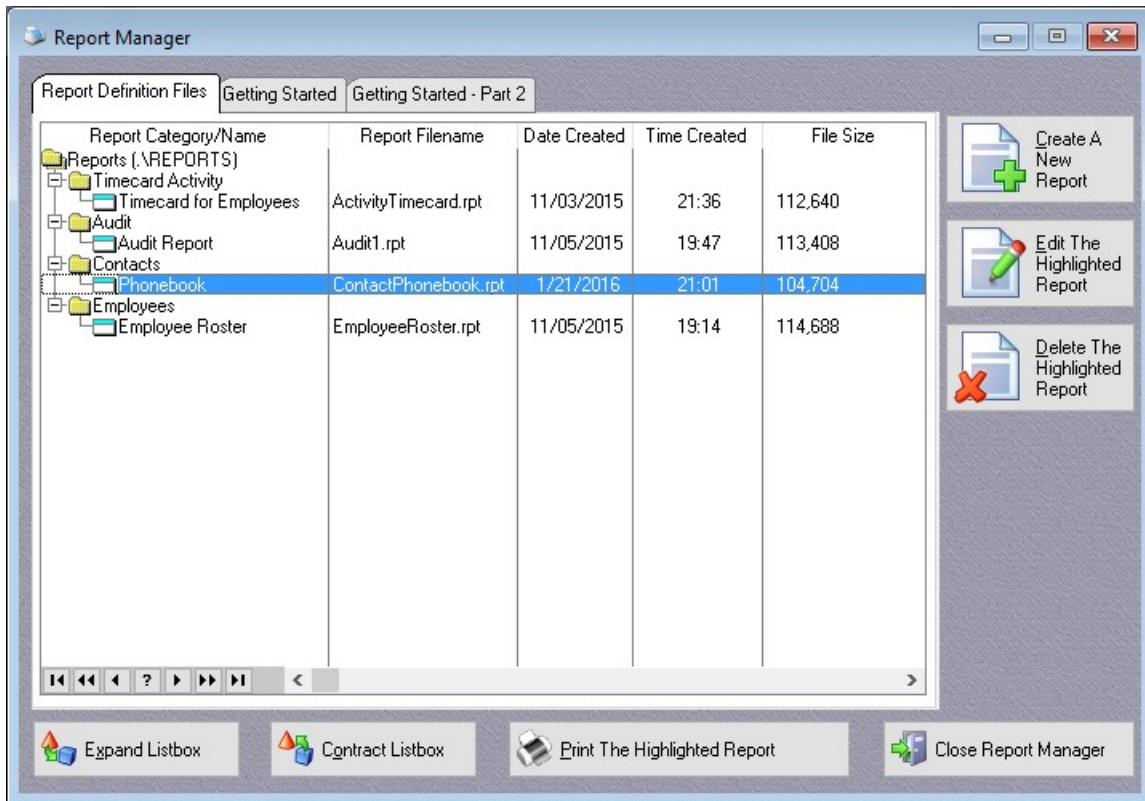 Report Manager
Report Definition Files Getting Started Getting Started - Part 2
Report Category/Name Report Filename Date Created Time Created File Size
Reports (.\REPORTS)
Timecard Activity
Timecard for Employees ActivityTimecard.rpt 11/03/2015 21:36 112,640
Audit
Audit Report Audit1.rpt 11/05/2015 19:47 113,408
Contacts
Phonebook ContactPhonebook.rpt 1/21/2016 21:01 104,704
Employees
Employee Roster EmployeeRoster.rpt 11/05/2015 19:14 114,688
Create A
New
Report
Edit The
Highlighted
Report
Delete The
Highlighted
Report
?
Expand Listbox Contract Listbox Print The Highlighted Report Close Report Manager